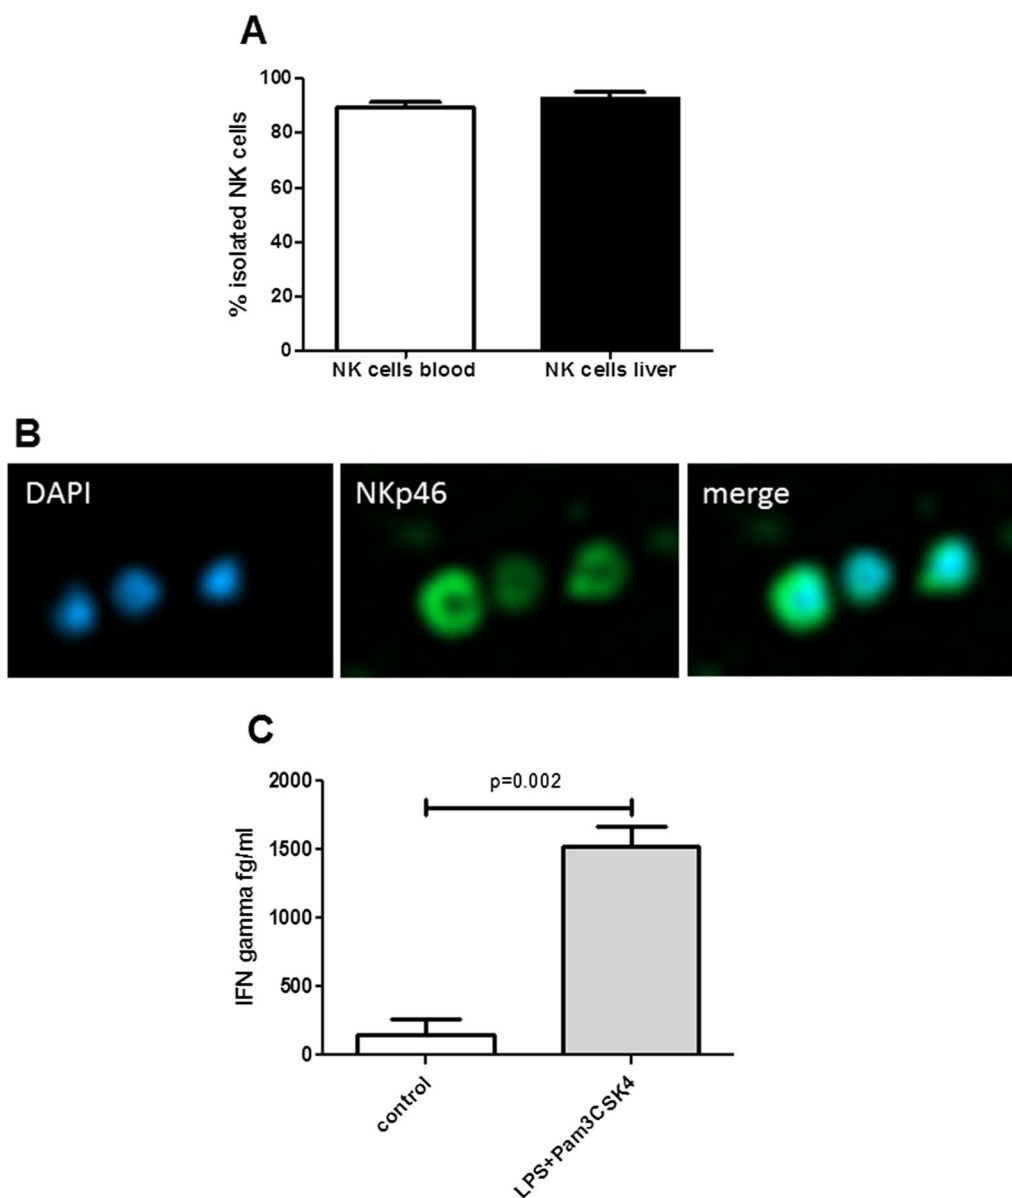 A
% isolated NK cells
100
80
60
40
20
0
NK cells blood
NK cells liver
B
DAPI
NKp46
merge
C
IFN gamma fg/ml
2000
1500
1000
500
0
p=0.002
control
LPS+Pam3CSK4